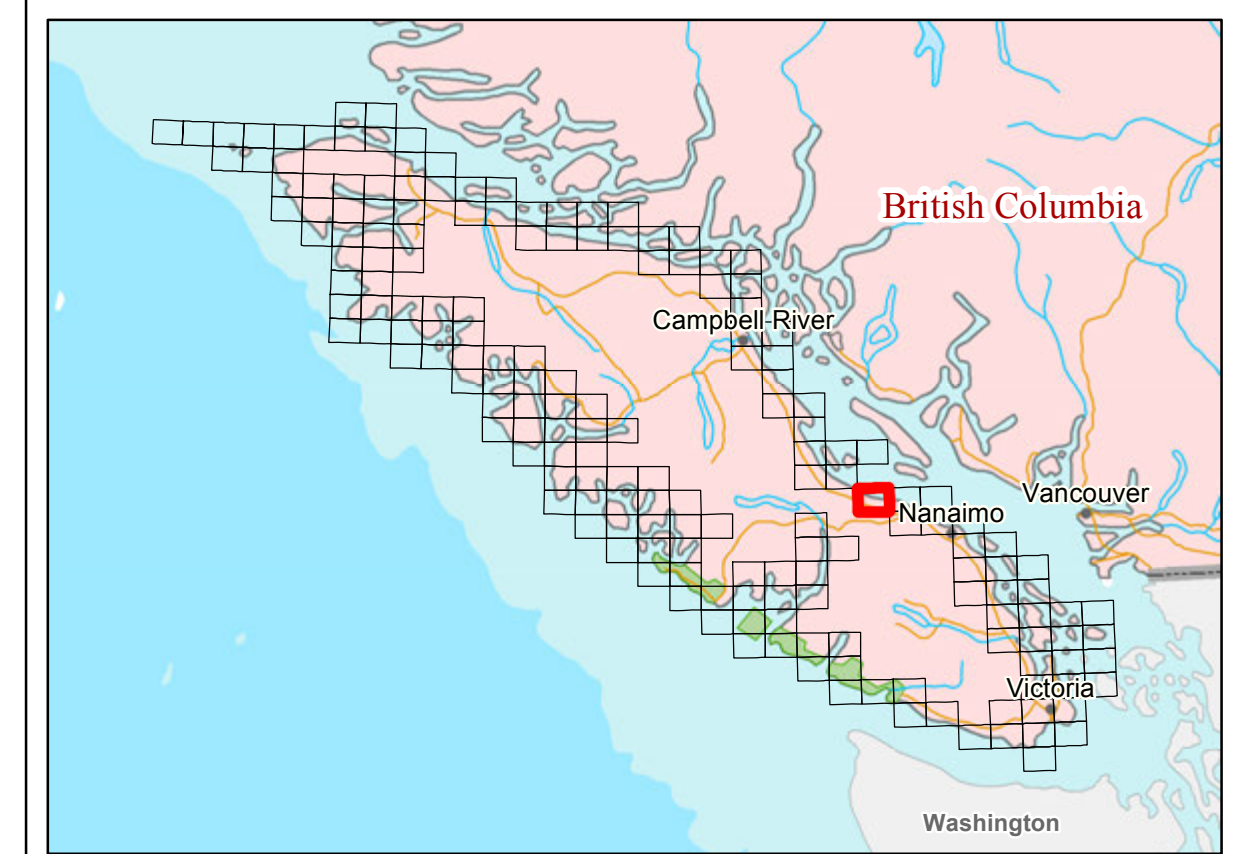 British Columbia
Campbell River
Vancouver
Nanaimo
Victoria
Washington